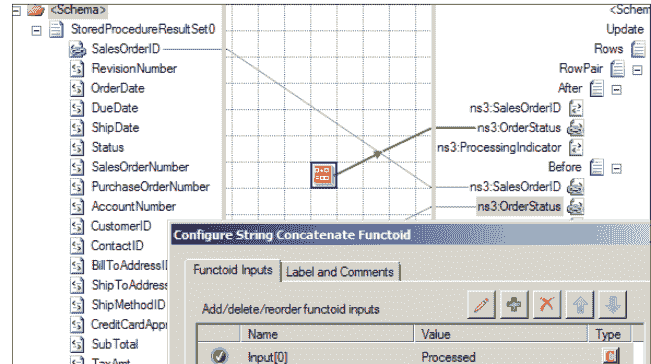 <Schema>
StoredProcedureResultSet0
SalesOrderID
RevisionNumber
OrderDate
DueDate
ShipDate
Status
SalesOrderNumber
PurchaseOrderNumber
AccountNumber
CustomerID
ContactID
BillToAddressI
ShipToAddress
ShipMethodID
CreditCardAppr
SubTotal
TaxAmt
<Schem
Update
Rows
RowPair
After
ns3:SalesOrderID
ns3:OrderStatus
ns3:ProcessingIndicator
Before
ns3:SalesOrderID
ns3:OrderStatus
Configure String Concatenate Functoid
Functoid Inputs
Label and Comments
Add/delete/reorder functoid inputs
Name Value Type
Input[0] Processed